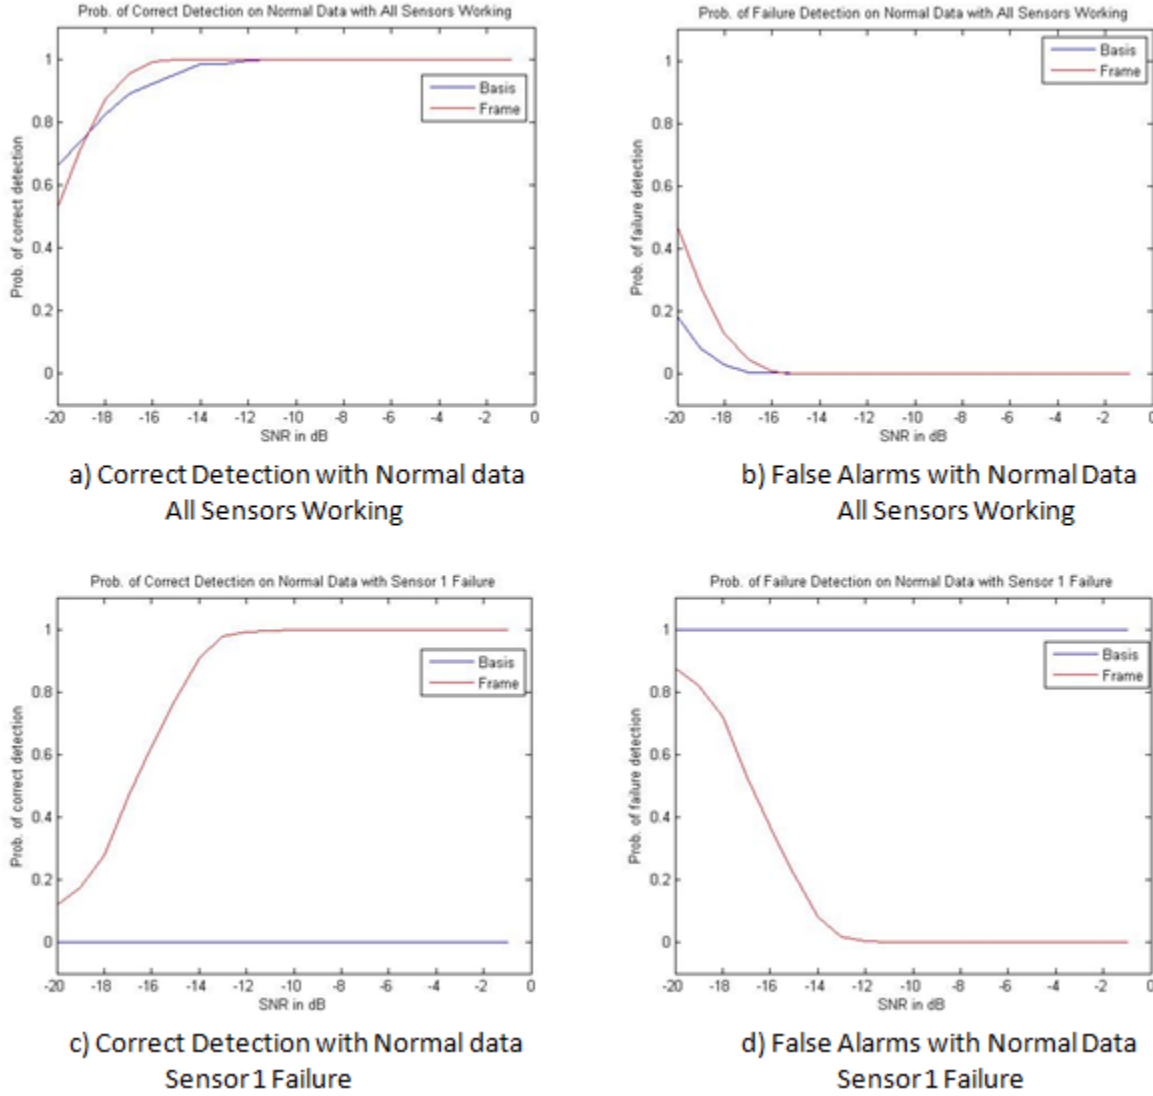 Prob. of Correct Detection on Normal Data with All Sensors Working
Prob. of correct detection
1
0.8
0.6
0.4
0.2
0
Basis
Frame
-20 -18 -16 -14 -12 -10 -8 -6 -4 -2 0
SNR in dB
a) Correct Detection with Normal data
All Sensors Working
Prob. of Failure Detection on Normal Data with All Sensors Working
Prob. of failure detection
1
0.8
0.6
0.4
0.2
0
Basis
Frame
-20 -18 -16 -14 -12 -10 -8 -6 -4 -2 0
SNR in dB
b) False Alarms with Normal Data
All Sensors Working
Prob. of Correct Detection on Normal Data with Sensor 1 Failure
Prob. of correct detection
1
0.8
0.6
0.4
0.2
0
Basis
Frame
-20 -18 -16 -14 -12 -10 -8 -6 -4 -2 0
SNR in dB
c) Correct Detection with Normal data
Sensor1 Failure
Prob. of Failure Detection on Normal Data with Sensor 1 Failure
Prob. of failure detection
1
0.8
0.6
0.4
0.2
0
Basis
Frame
-20 -18 -16 -14 -12 -10 -8 -6 -4 -2 0
SNR in dB
d) False Alarms with Normal Data
Sensor1 Failure